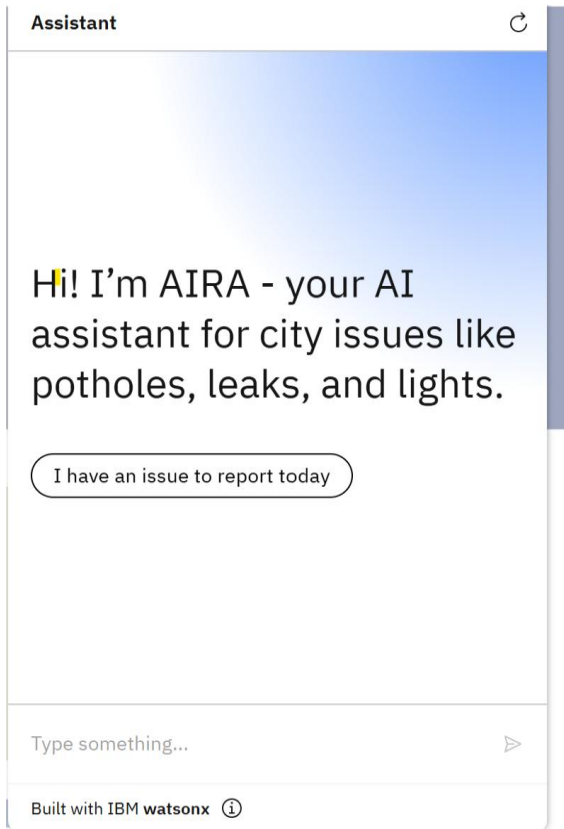 Assistant
Hi! I’m AIRA - your AI
assistant for city issues like
potholes, leaks, and lights.
I have an issue to report today
Type something...
Built with IBM watsonx